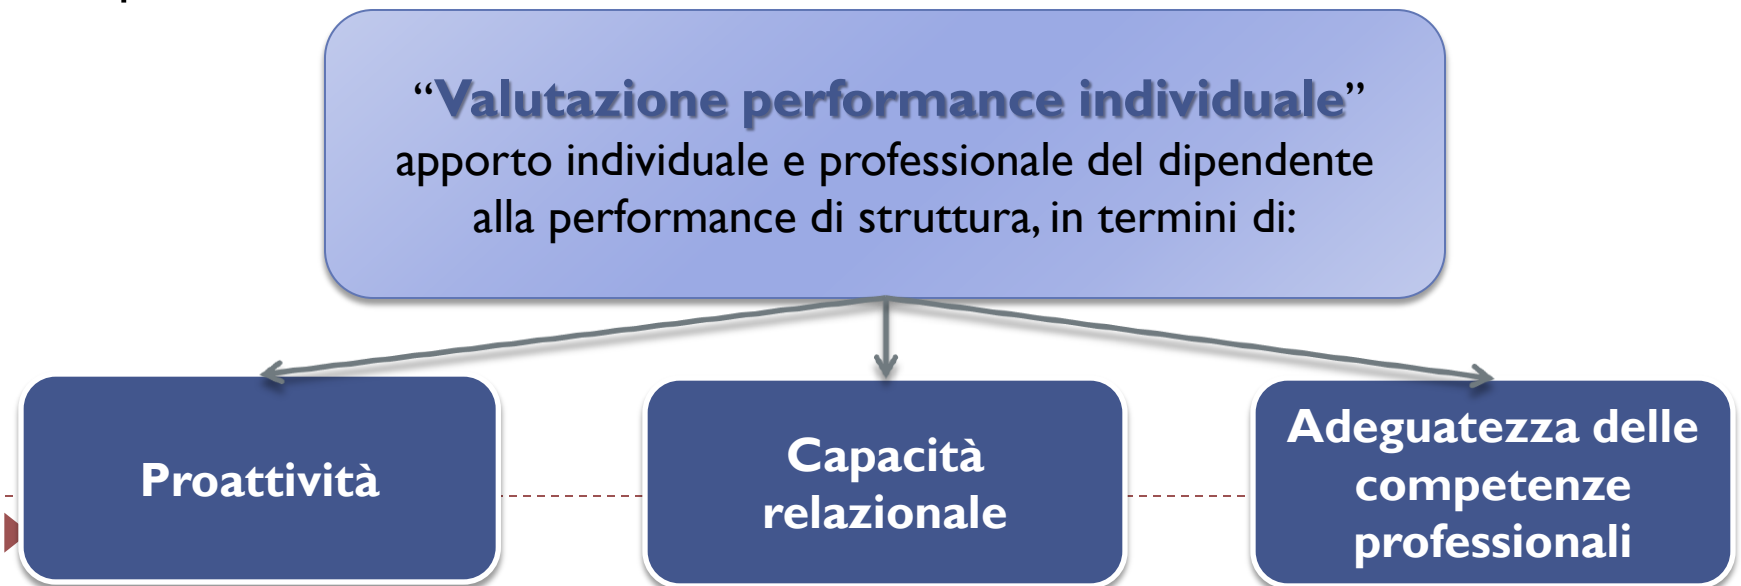 “Valutazione performance individuale”
apporto individuale e professionale del dipendente
alla performance di struttura, in termini di:
Proattività
Capacità
relazionale
Adeguatezza delle
competenze
professionali